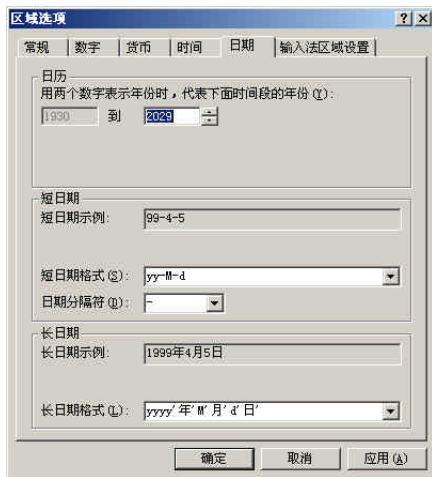 区域选项
常规 数字 货币 时间 日期 输入法区域设置
日历
用两个数字表示年份时，代表下面时间段的年份(Y):
1930 到 2029
短日期
短日期示例: 99-4-5
短日期格式(S): yy-M-d
日期分隔符(D): -
长日期
长日期示例: 1999年4月5日
长日期格式(L): yyyy'年'M'月'd'日'
确定 取消 应用(A)